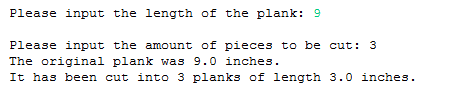 Please input the length of the plank: 9
Please input the amount of pieces to be cut: 3
The original plank was 9.0 inches.
It has been cut into 3 planks of length 3.0 inches.